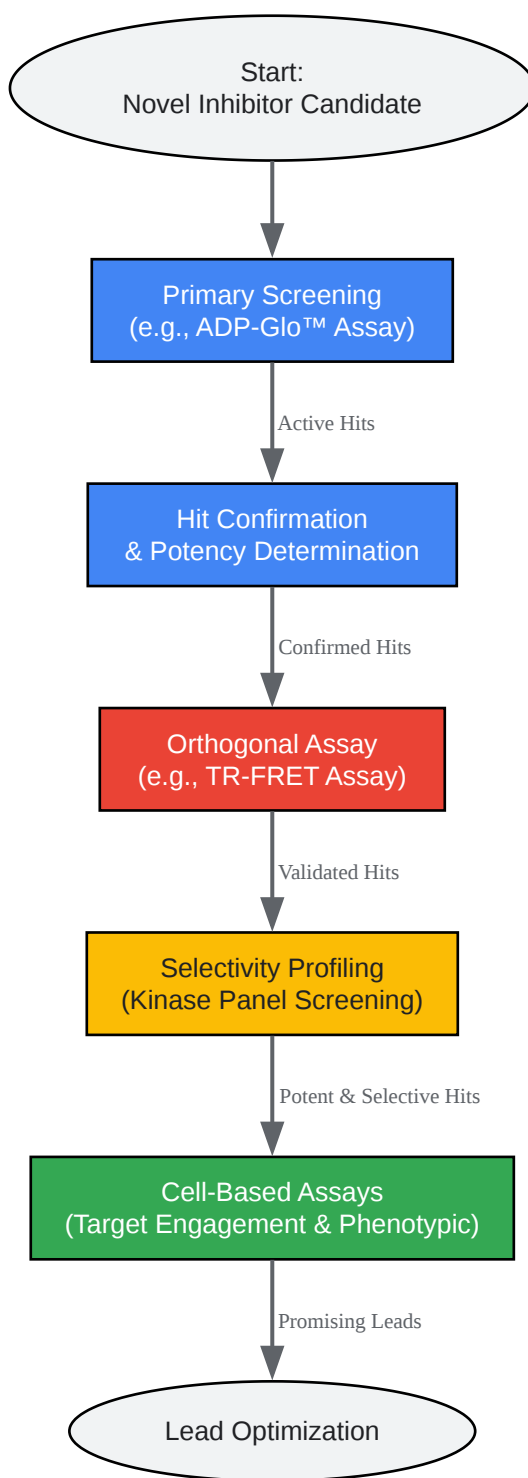 Start:
Novel Inhibitor Candidate
Primary Screening
(e.g., ADP-Glo™ Assay)
Active Hits
Hit Confirmation
& Potency Determination
Confirmed Hits
Orthogonal Assay
(e.g., TR-FRET Assay)
Validated Hits
Selectivity Profiling
(Kinase Panel Screening)
Potent & Selective Hits
Cell-Based Assays
(Target Engagement & Phenotypic)
Promising Leads
Lead Optimization